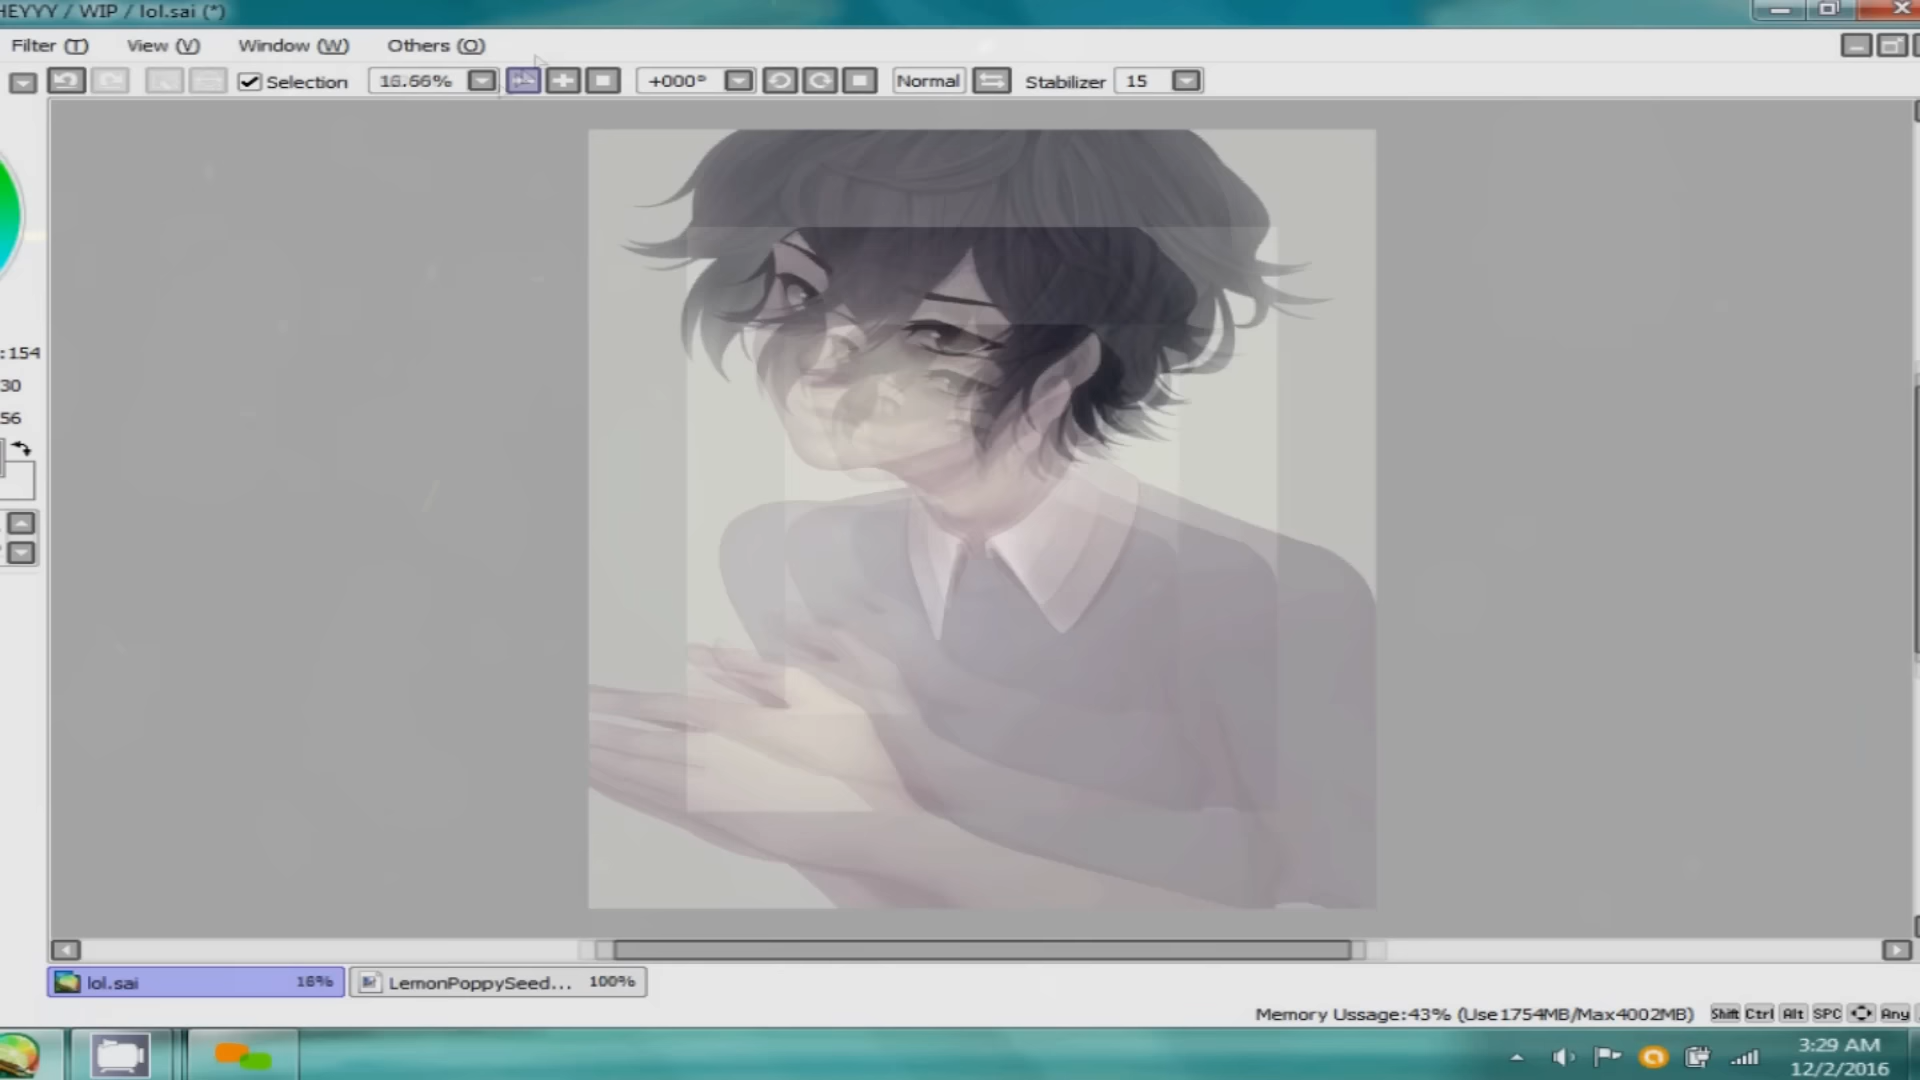 HEYYY / WIP / lol.sai (*)
Filter (T) View (V) Window (W) Others (O)
Selection 16.66% +000° Normal Stabilizer 15
:154
30
56
lol.sai 16% LemonPoppySeed... 100%
Memory Ussage:43% (Use1754MB/Max4002MB) Shift Ctrl Alt SPC Any
3:29 AM
12/2/2016